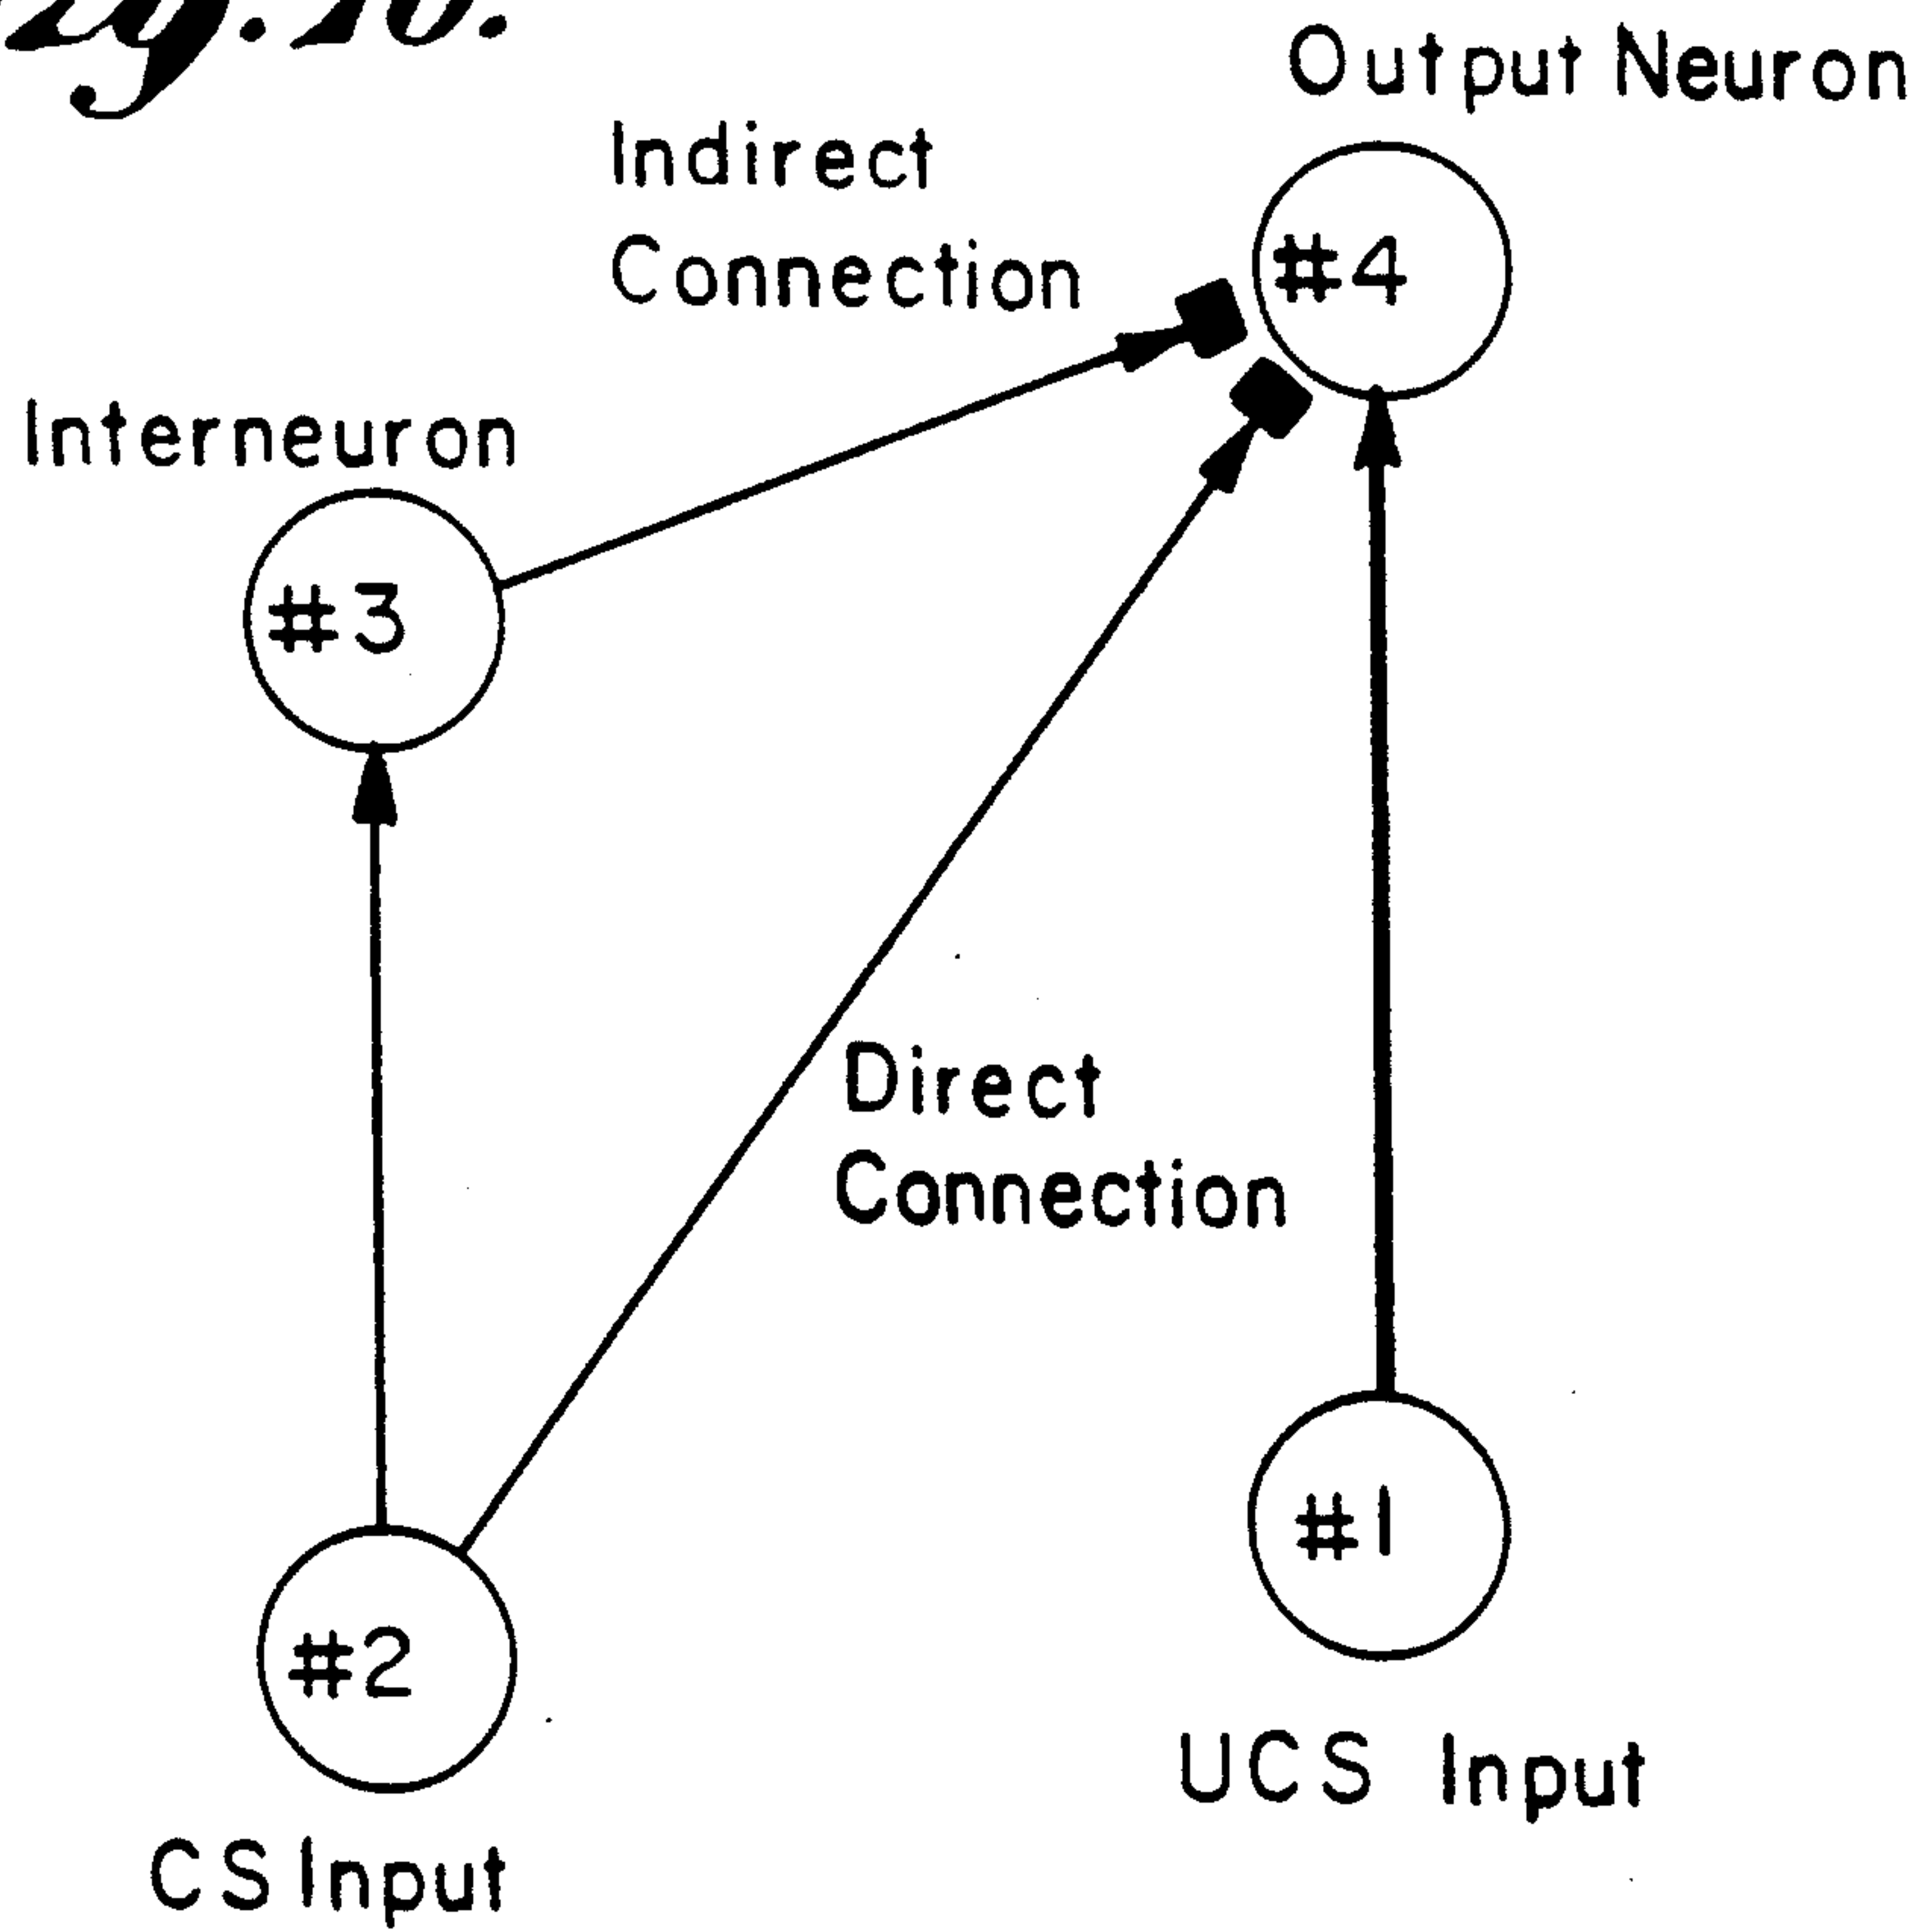 Output Neuron
Indirect
Connection
#4
Interneuron
#3
Direct
Connection
#1
#2
UCS Input
CS Input